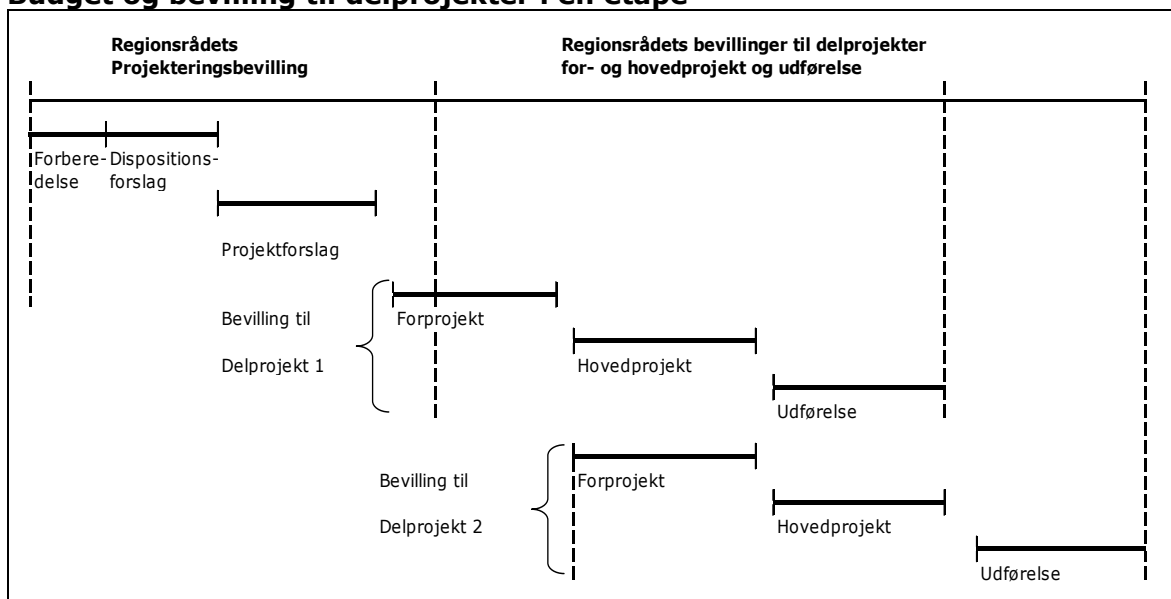 Budget og bevilling til delprojekter i en etape
Regionsrådets
Projekteringsbevilling
Regionsrådets bevillinger til delprojekter
for- og hovedprojekt og udførelse
Forbere-
delse
Dispositions-
forslag
Projektforslag
Bevilling til
Delprojekt 1
Forprojekt
Hovedprojekt
Udførelse
Bevilling til
Delprojekt 2
Forprojekt
Hovedprojekt
Udførelse